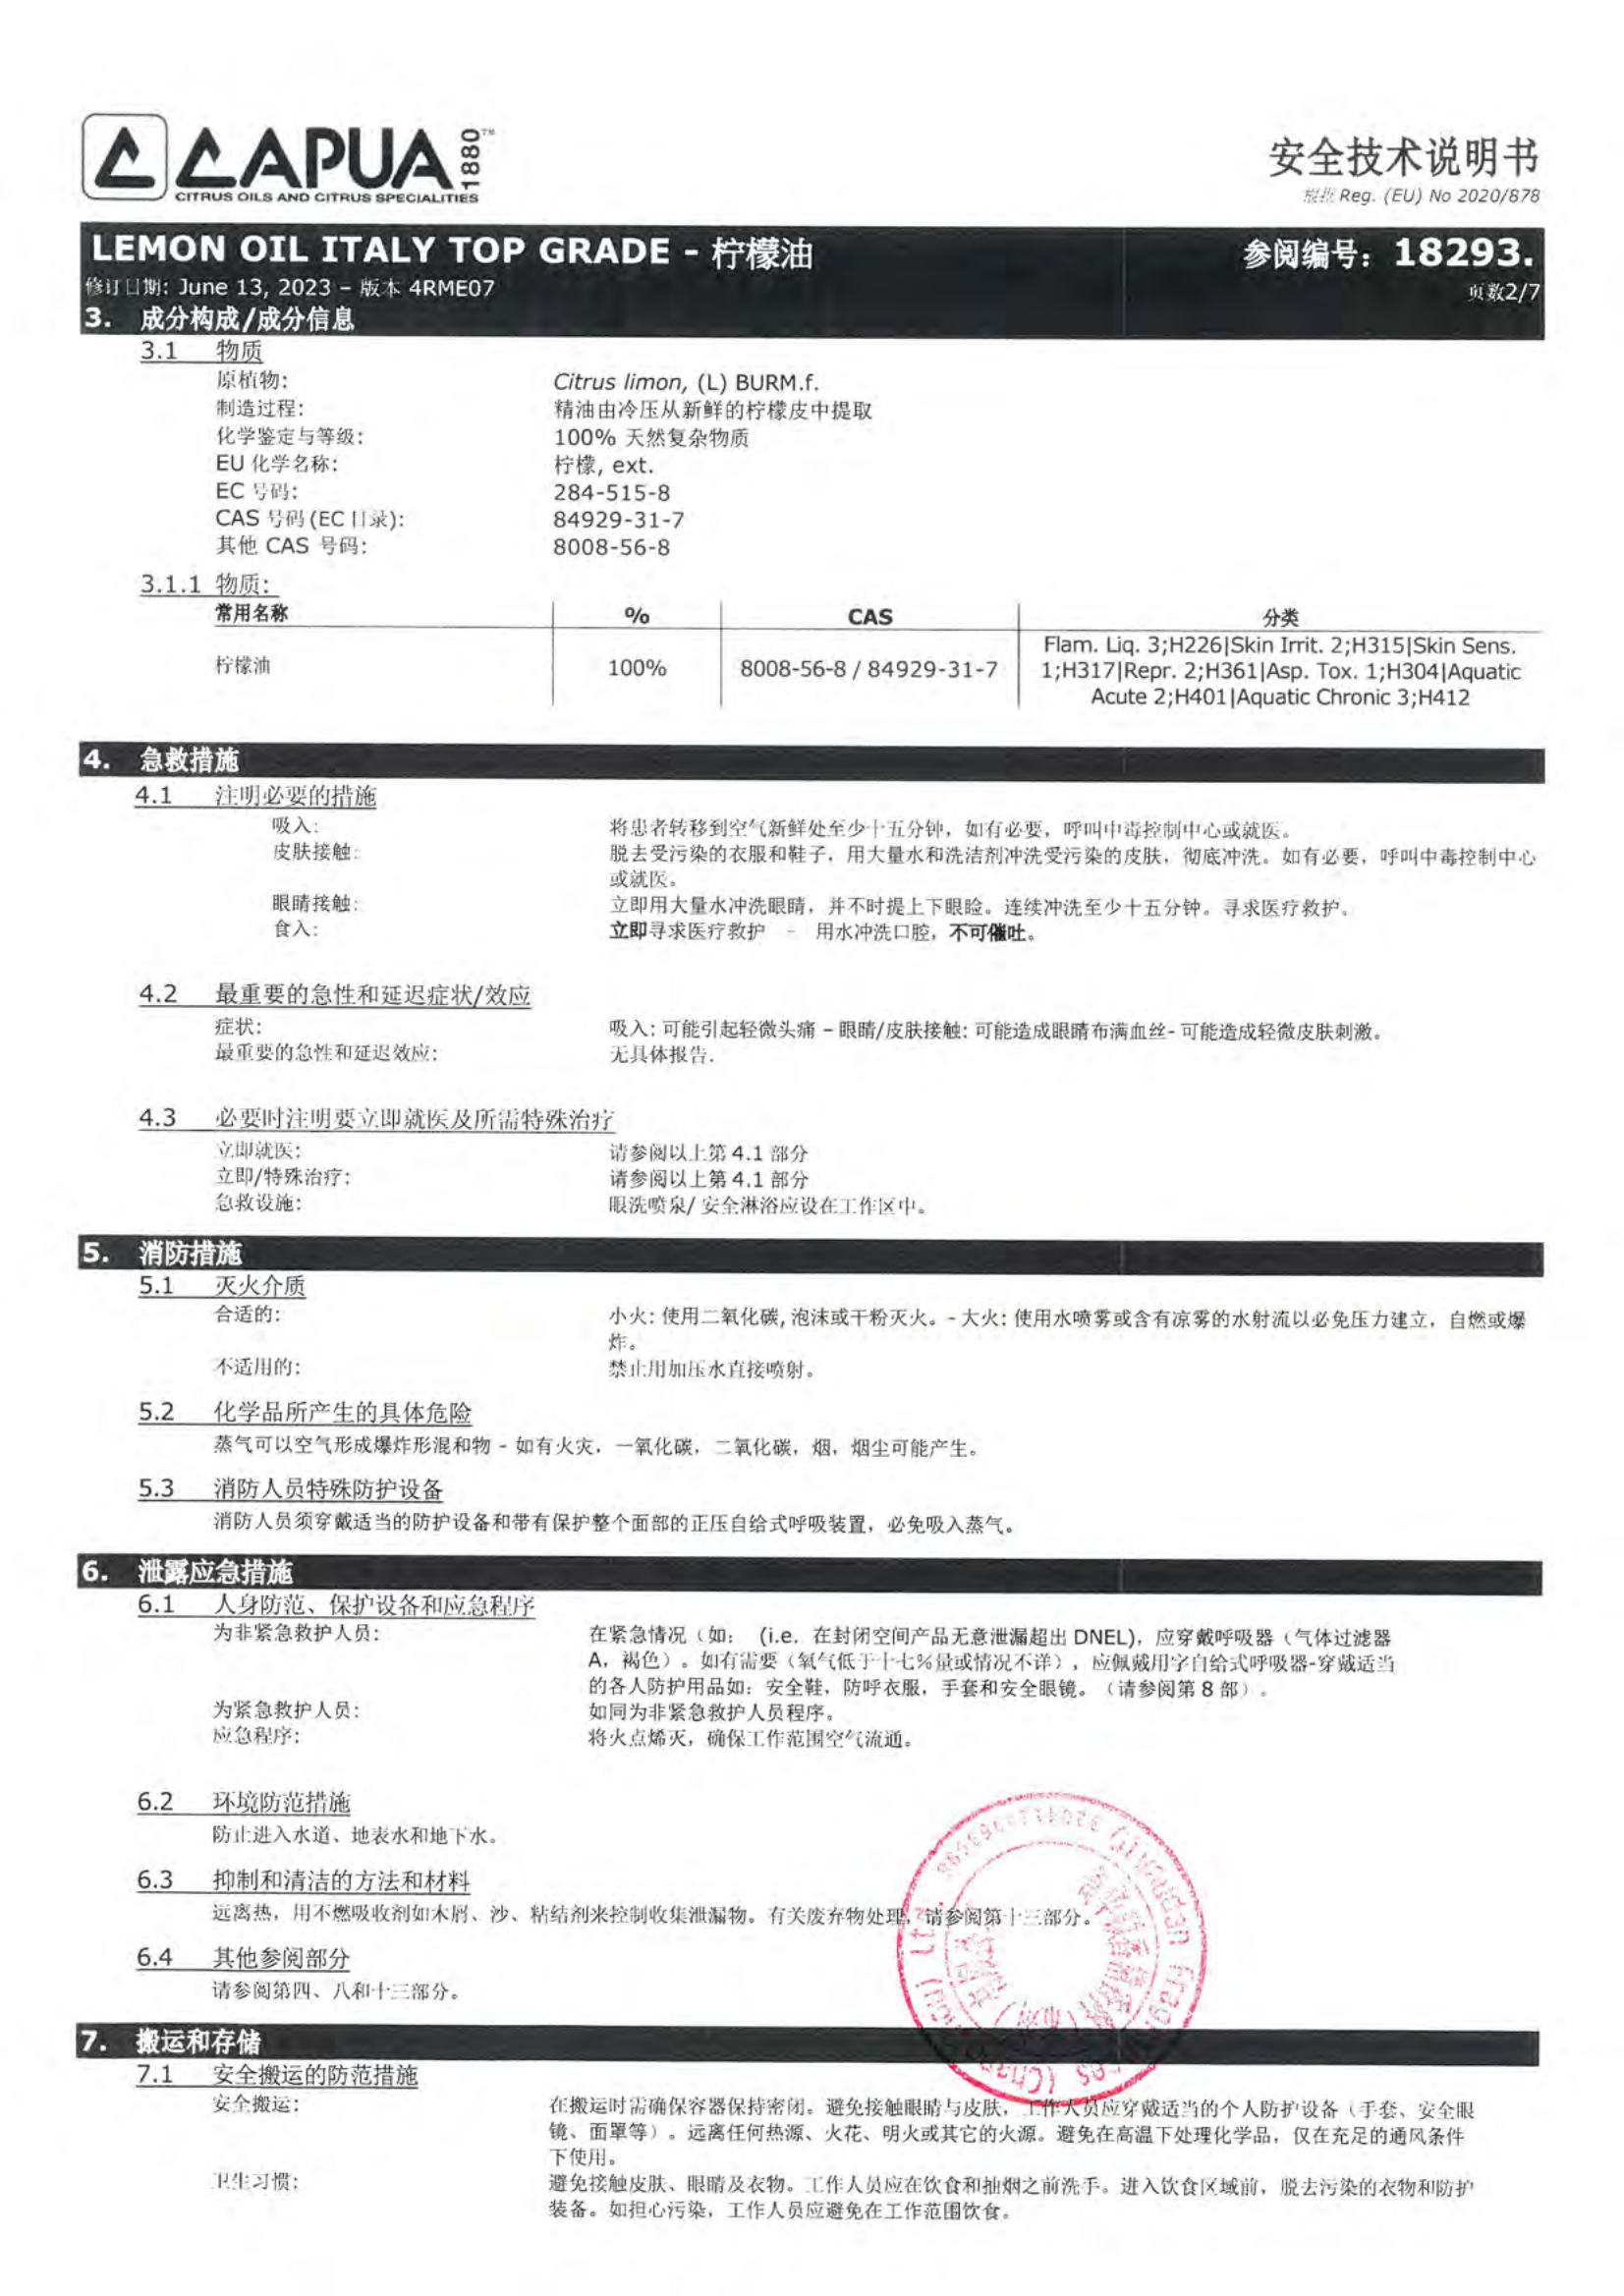 CAPUA 1880™
CITRUS OILS AND CITRUS SPECIALITIES
安全技术说明书
根据 Reg. (EU) No 2020/878
LEMON OIL ITALY TOP GRADE - 柠檬油
参阅编号: 18293.
修订日期: June 13, 2023 – 版本 4RME07
页数2/7
3. 成分构成/成分信息
3.1 物质
原植物: Citrus limon, (L) BURM.f.
制造过程: 精油由冷压从新鲜的柠檬皮中提取
化学鉴定与等级: 100% 天然复杂物质
EU 化学名称: 柠檬, ext.
EC 号码: 284-515-8
CAS 号码 (EC 目录): 84929-31-7
其他 CAS 号码: 8008-56-8
3.1.1 物质:
常用名称 % CAS 分类
Flam. Liq. 3;H226|Skin Irrit. 2;H315|Skin Sens.
柠檬油 100% 8008-56-8 / 84929-31-7 1;H317|Repr. 2;H361|Asp. Tox. 1;H304|Aquatic
Acute 2;H401|Aquatic Chronic 3;H412
4. 急救措施
4.1 注明必要的措施
吸入: 将患者转移到空气新鲜处至少十五分钟，如有必要，呼叫中毒控制中心或就医。
皮肤接触: 脱去受污染的衣服和鞋子，用大量水和洗洁剂冲洗受污染的皮肤，彻底冲洗。如有必要，呼叫中毒控制中心
或就医。
眼睛接触: 立即用大量水冲洗眼睛，并不时提上下眼睑。连续冲洗至少十五分钟。寻求医疗救护。
食入: 立即寻求医疗救护 - 用水冲洗口腔，不可催吐。
4.2 最重要的急性和延迟症状/效应
症状: 吸入: 可能引起轻微头痛 – 眼睛/皮肤接触: 可能造成眼睛布满血丝- 可能造成轻微皮肤刺激。
最重要的急性和延迟效应: 无具体报告.
4.3 必要时注明要立即就医及所需特殊治疗
立即就医: 请参阅以上第 4.1 部分
立即/特殊治疗: 请参阅以上第 4.1 部分
急救设施: 眼洗喷泉/ 安全淋浴应设在工作区中。
5. 消防措施
5.1 灭火介质
合适的: 小火: 使用二氧化碳, 泡沫或干粉灭火。- 大火: 使用水喷雾或含有凉雾的水射流以必免压力建立，自燃或爆
炸。
不适用的: 禁止用加压水直接喷射。
5.2 化学品所产生的具体危险
蒸气可以空气形成爆炸形混和物 - 如有火灾，一氧化碳，二氧化碳，烟，烟尘可能产生。
5.3 消防人员特殊防护设备
消防人员须穿戴适当的防护设备和带有保护整个面部的正压自给式呼吸装置，必免吸入蒸气。
6. 泄露应急措施
6.1 人身防范、保护设备和应急程序
为非紧急救护人员: 在紧急情况（如: (i.e. 在封闭空间产品无意泄漏超出 DNEL)，应穿戴呼吸器（气体过滤器
A，褐色）。如有需要（氧气低于十七%量或情况不详），应佩戴用字自给式呼吸器-穿戴适当
的各人防护用品如: 安全鞋，防呼衣服，手套和安全眼镜。（请参阅第 8 部）。
为紧急救护人员: 如同为非紧急救护人员程序。
应急程序: 将火点烯灭，确保工作范围空气流通。
6.2 环境防范措施
防止进入水道、地表水和地下水。
6.3 抑制和清洁的方法和材料
远离热，用不燃吸收剂如木屑、沙、粘结剂来控制收集泄漏物。有关废弃物处理，请参阅第十三部分。
6.4 其他参阅部分
请参阅第四、八和十三部分。
7. 搬运和存储
7.1 安全搬运的防范措施
安全搬运: 在搬运时需确保容器保持密闭。避免接触眼睛与皮肤，工作人员应穿戴适当的个人防护设备（手套、安全眼
镜、面罩等）。远离任何热源、火花、明火或其它的火源。避免在高温下处理化学品，仅在充足的通风条件
下使用。
卫生习惯: 避免接触皮肤、眼睛及衣物。工作人员应在饮食和抽烟之前洗手。进入饮食区域前，脱去污染的衣物和防护
装备。如担心污染，工作人员应避免在工作范围饮食。